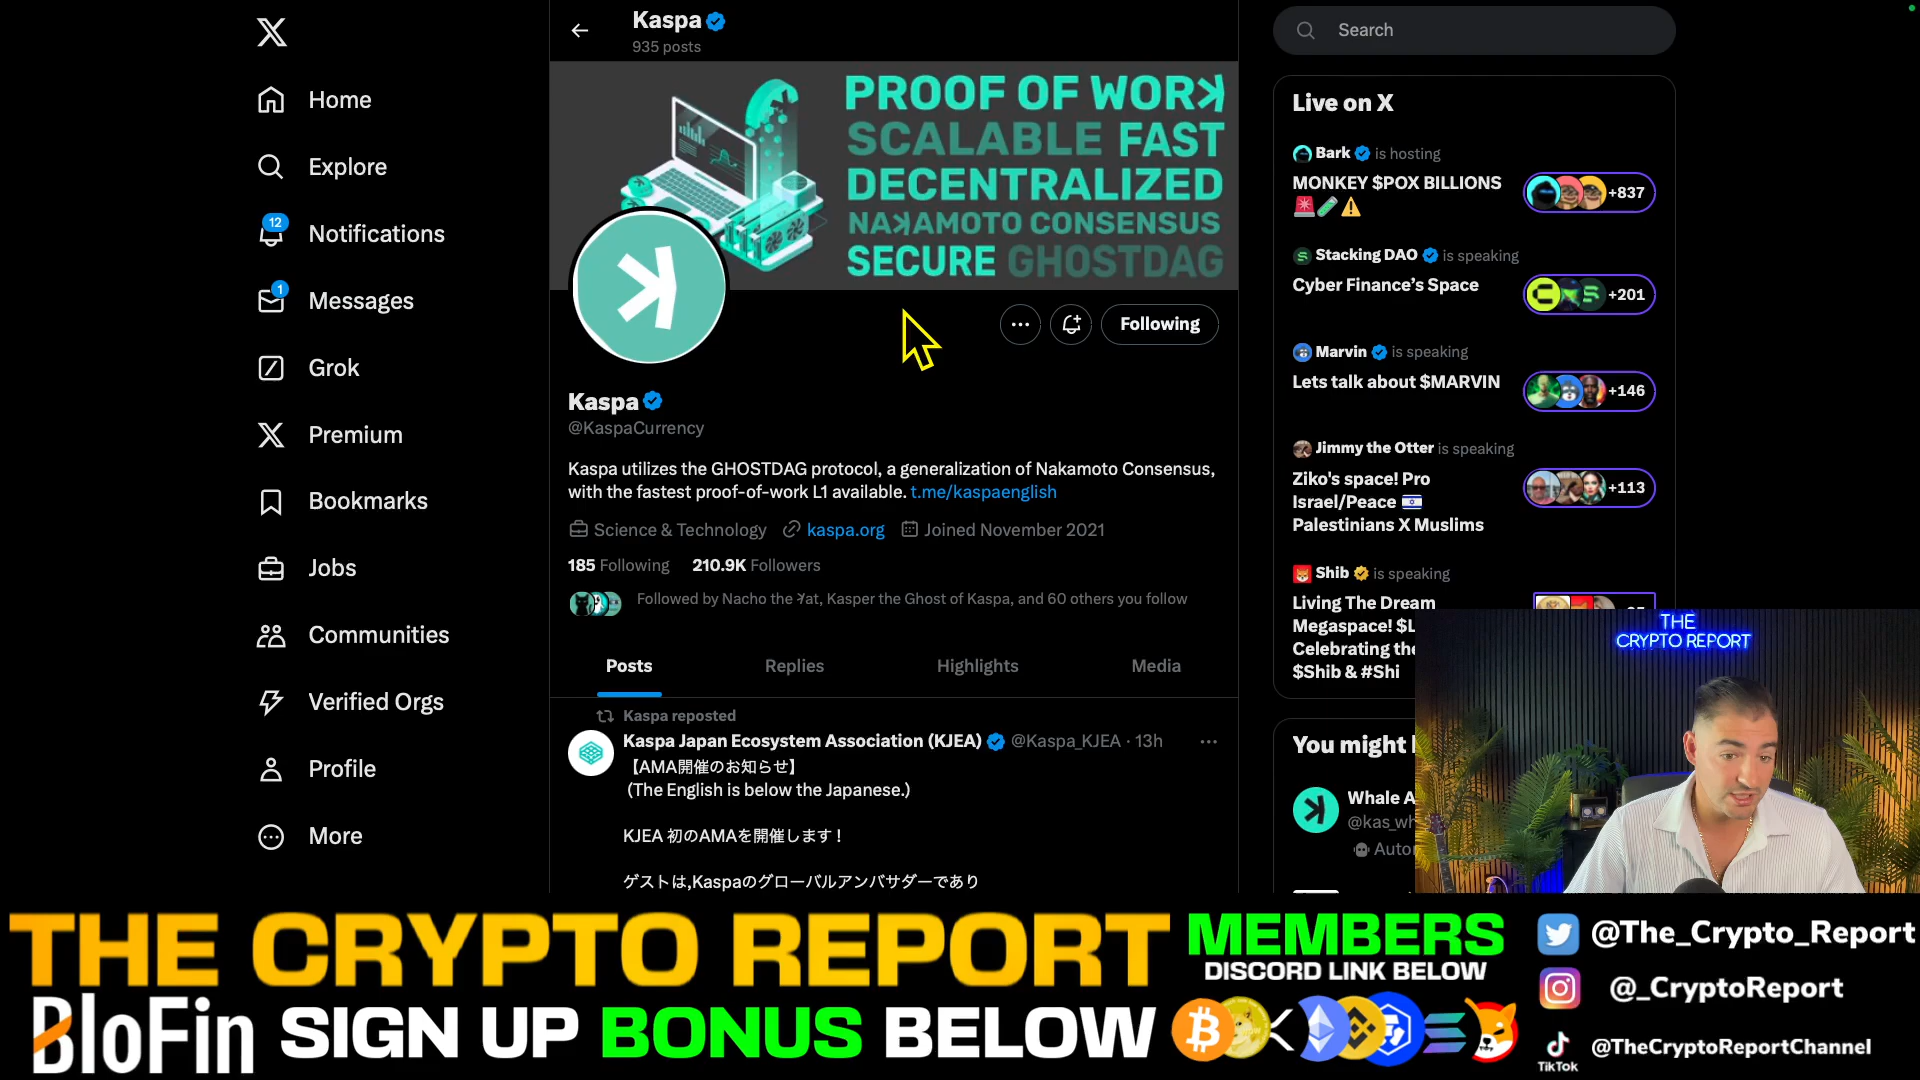 Home
Explore
12
Notifications
1
Messages
Grok
Premium
Bookmarks
Jobs
Communities
Verified Orgs
Profile
More
Kaspa
935 posts
PROOF OF WORK
SCALABLE FAST
DECENTRALIZED
NAKAMOTO CONSENSUS
SECURE GHOSTDAG
Following
Kaspa
@KaspaCurrency
Kaspa utilizes the GHOSTDAG protocol, a generalization of Nakamoto Consensus,
with the fastest proof-of-work L1 available. t.me/kaspaenglish
Science & Technology kaspa.org Joined November 2021
185 Following 210.9K Followers
Followed by Nacho the 𐤊at, Kasper the Ghost of Kaspa, and 60 others you follow
Posts Replies Highlights Media
Kaspa reposted
Kaspa Japan Ecosystem Association (KJEA) @Kaspa_KJEA · 13h
【AMA開催のお知らせ】
(The English is below the Japanese.)
KJEA 初のAMAを開催します！
ゲストは,Kaspaのグローバルアンバサダーであり
Search
Live on X
Bark is hosting
MONKEY $POX BILLIONS
+837
Stacking DAO is speaking
Cyber Finance’s Space
+201
Marvin is speaking
Lets talk about $MARVIN
+146
Jimmy the Otter is speaking
Ziko's space! Pro
Israel/Peace
Palestinians X Muslims
+113
Shib is speaking
Living The Dream
Megaspace!
Celebrating the
$Shib & #Shi
You might
Whale
THE
CRYPTO REPORT
THE CRYPTO REPORT
BloFin SIGN UP BONUS BELOW
MEMBERS
DISCORD LINK BELOW
@The_Crypto_Report
@_CryptoReport
TikTok
@TheCryptoReportChannel